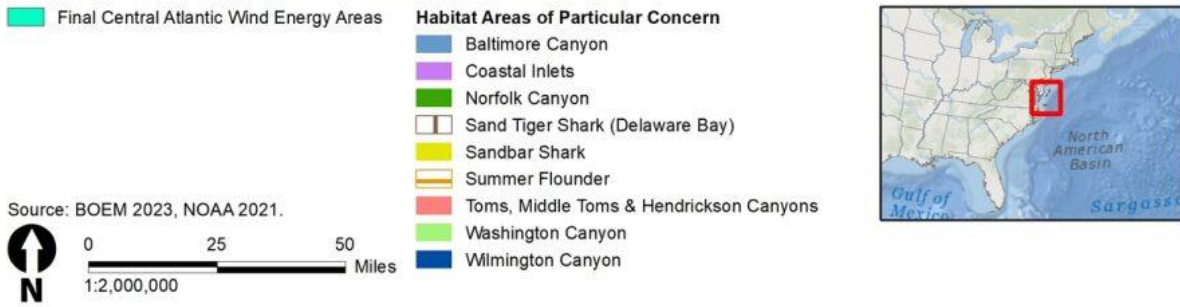 Final Central Atlantic Wind Energy Areas
Habitat Areas of Particular Concern
Baltimore Canyon
Coastal Inlets
Norfolk Canyon
Sand Tiger Shark (Delaware Bay)
Sandbar Shark
Summer Flounder
Toms, Middle Toms & Hendrickson Canyons
Washington Canyon
Wilmington Canyon
Source: BOEM 2023, NOAA 2021.
N
0 25 50
Miles
1:2,000,000
North
American
Basin
Gulf of
Mexico
Sargasso